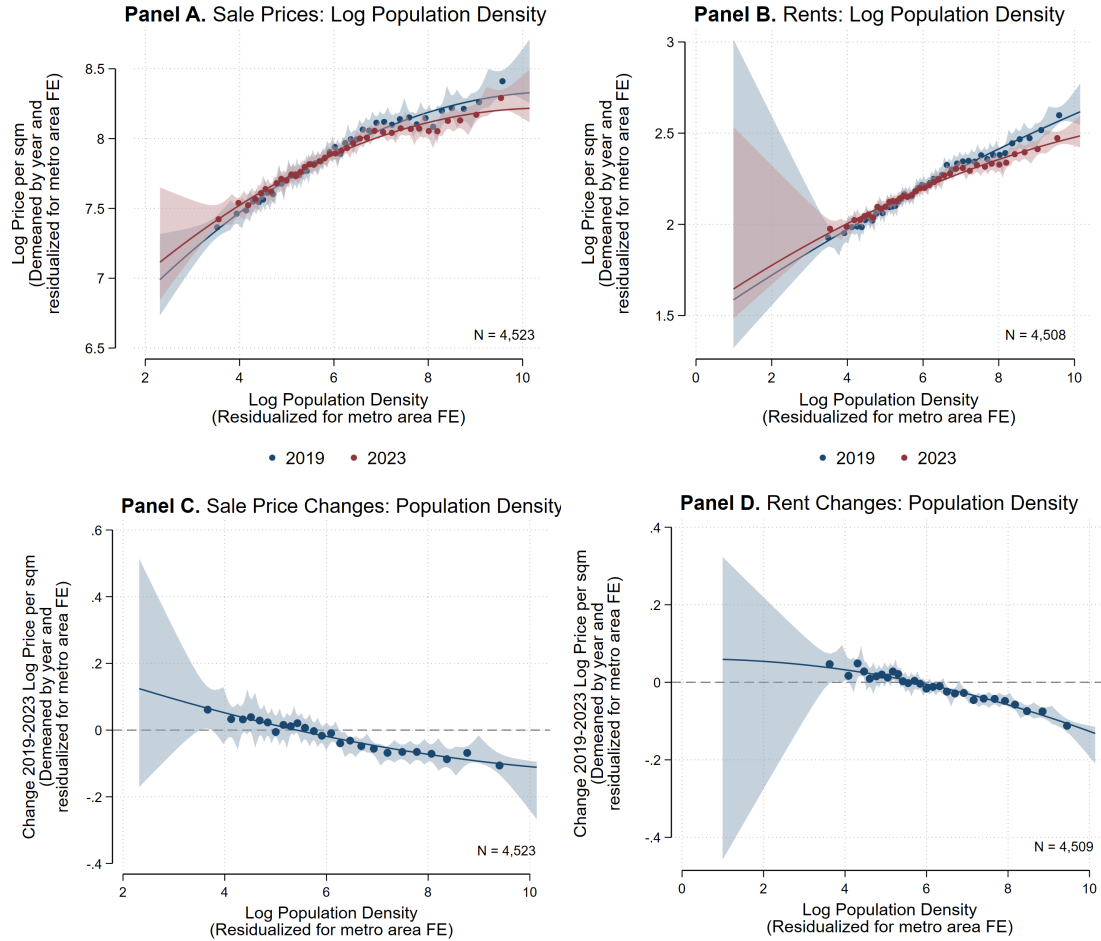 Panel A. Sale Prices: Log Population Density
Log Price per sqm
(Demeaned by year and
residualized for metro area FE)
8.5
8
7.5
7
6.5
N = 4,523
2 4 6 8 10
Log Population Density
(Residualized for metro area FE)
2019 2023
Panel B. Rents: Log Population Density
Log Price per sqm
(Demeaned by year and
residualized for metro area FE)
3
2.5
2
1.5
N = 4,508
0 2 4 6 8 10
Log Population Density
(Residualized for metro area FE)
2019 2023
Panel C. Sale Price Changes: Population Density
Change 2019-2023 Log Price per sqm
(Demeaned by year and
residualized for metro area FE)
.6
.4
.2
0
-.2
-.4
N = 4,523
2 4 6 8 10
Log Population Density
(Residualized for metro area FE)
Panel D. Rent Changes: Population Density
Change 2019-2023 Log Price per sqm
(Demeaned by year and
residualized for metro area FE)
.4
.2
0
-.2
-.4
N = 4,509
0 2 4 6 8 10
Log Population Density
(Residualized for metro area FE)